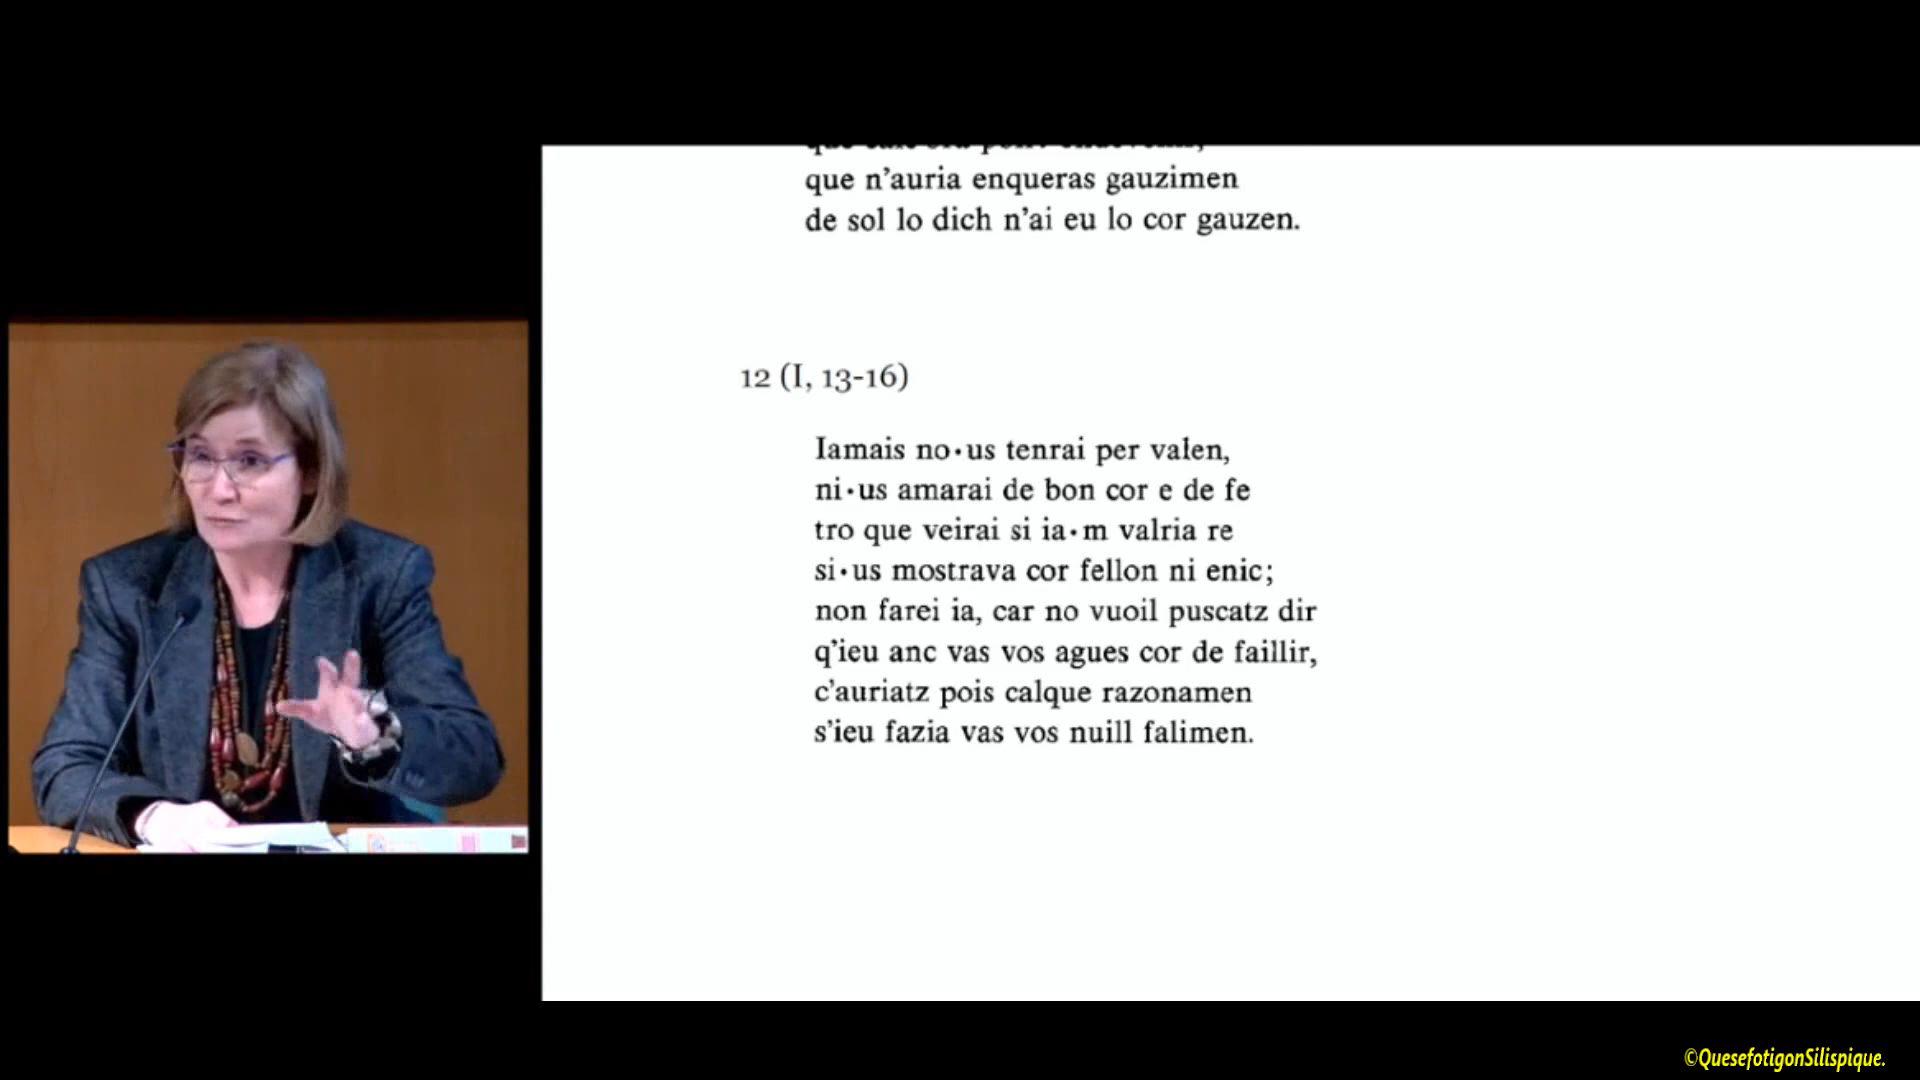 que n'auria enqueras gauzimen
de sol lo dich n'ai eu lo cor gauzen.
12 (I, 13-16)
Iamais no·us tenrai per valen,
ni·us amarai de bon cor e de fe
tro que veirai si ia·m valria re
si·us mostrava cor fellon ni enic;
non farei ia, car no vuoil puscatz dir
q'ieu anc vas vos agues cor de faillir,
c'auriatz pois calque razonamen
s'ieu fazia vas vos nuill falimen.
©QuesefotigonSilispique.